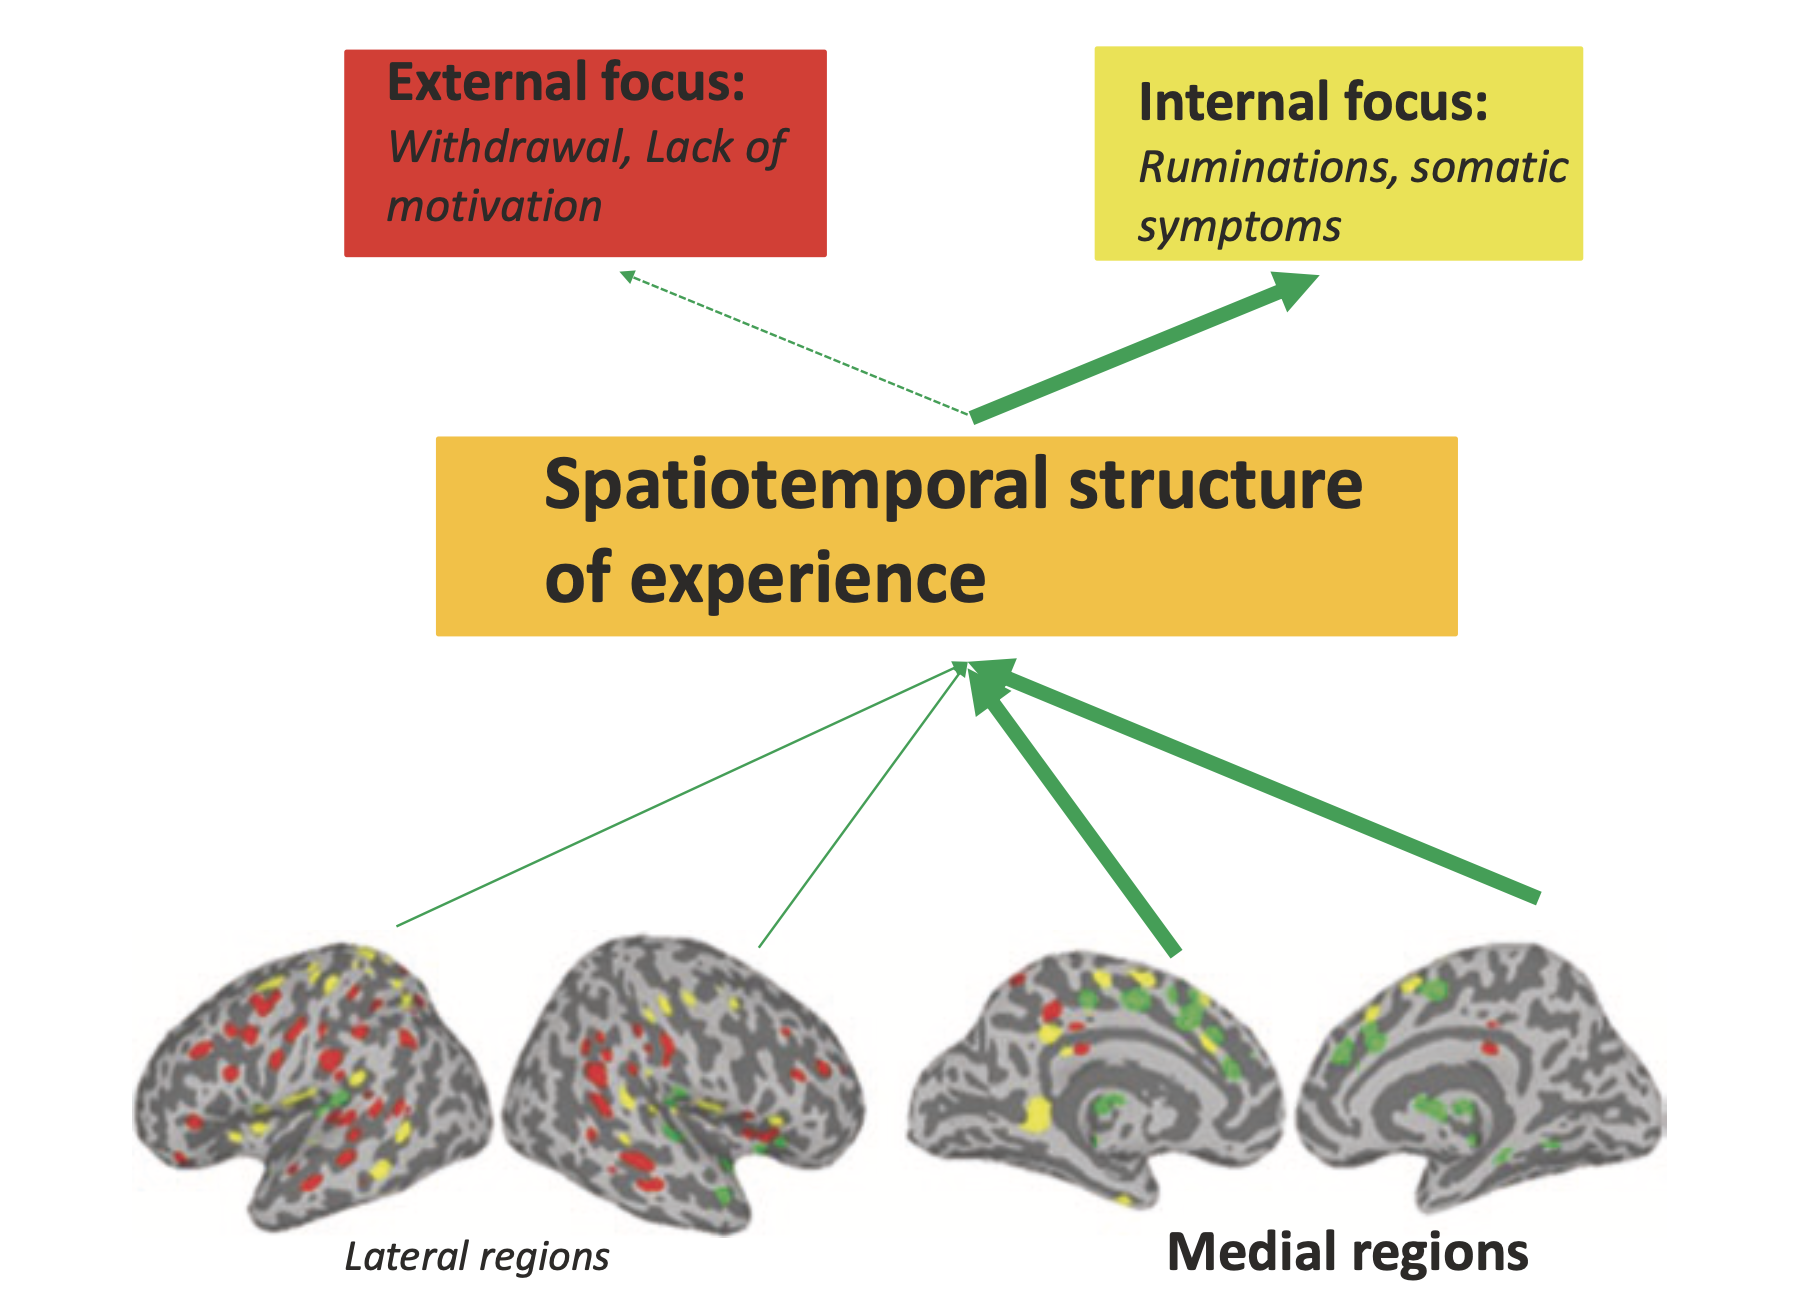 External focus:
Withdrawal, Lack of
motivation
Internal focus:
Ruminations, somatic
symptoms
Spatiotemporal structure
of experience
Lateral regions
Medial regions